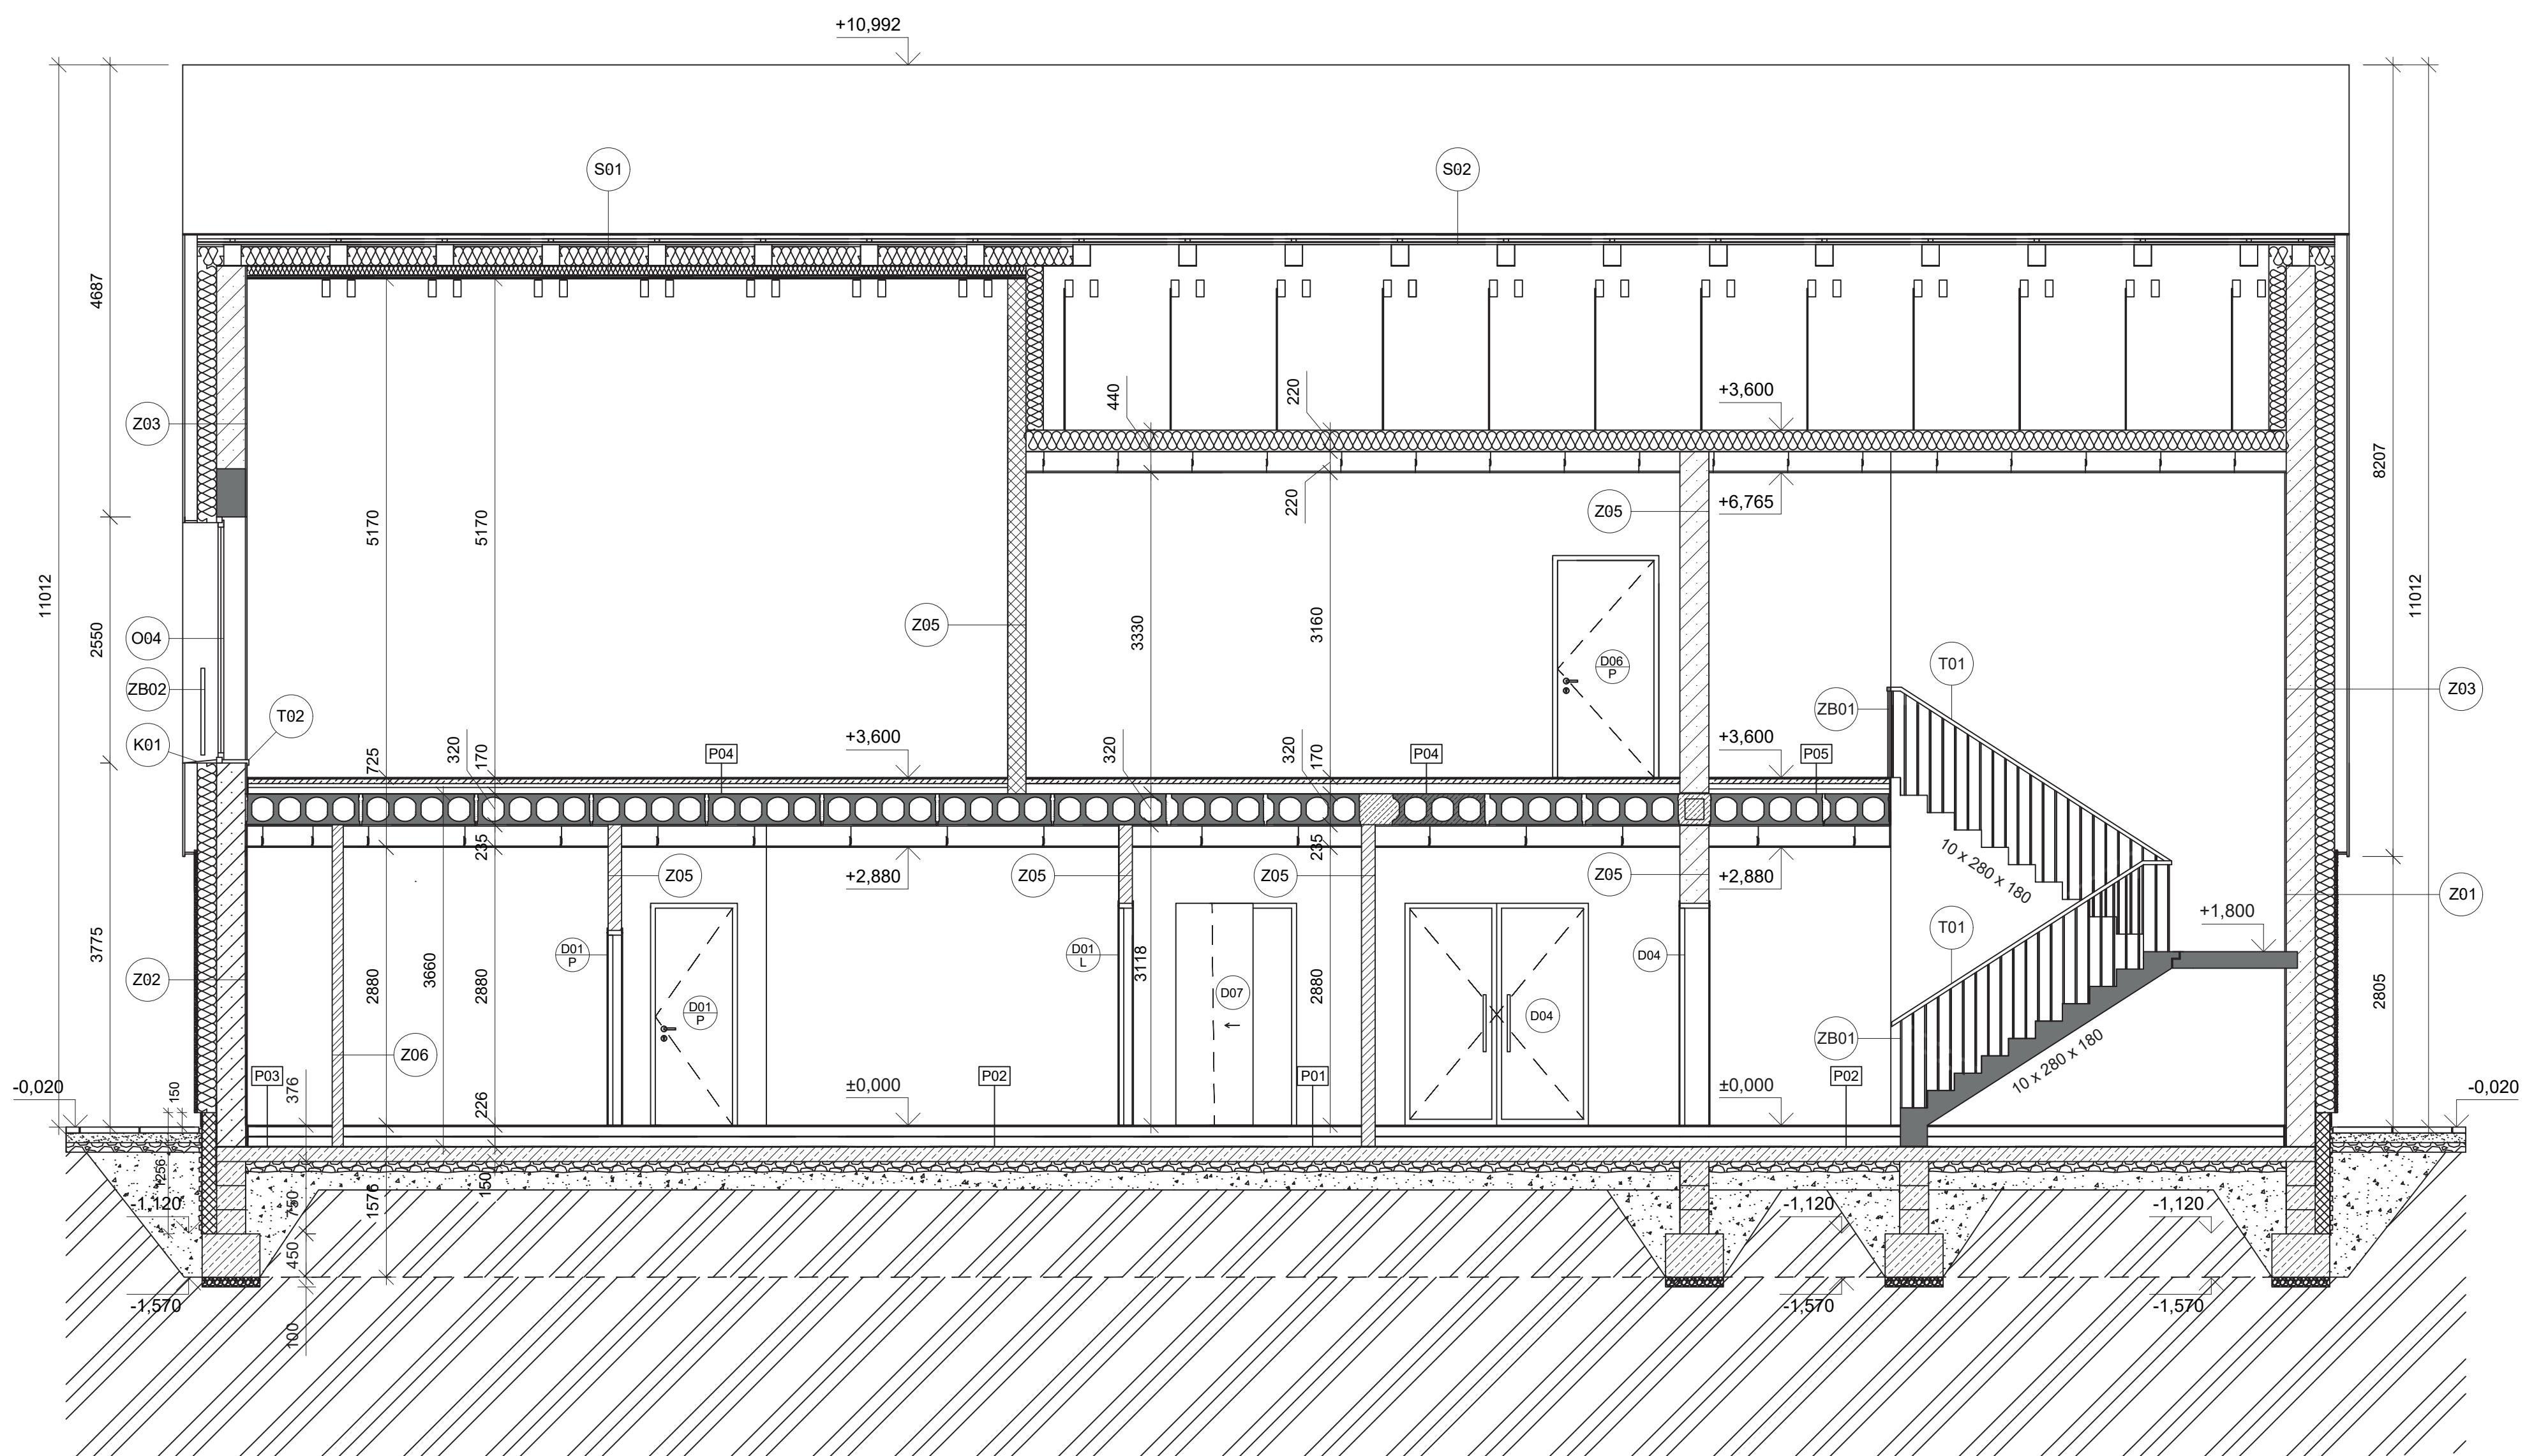 +10,992
S01
S02
4687
11012
2550
3775
Z03
O04
ZB02
K01
T02
Z02
-0,020
150
5170
5170
725
320
170
P04
+3,600
Z05
440
220
220
+3,600
+6,765
Z05
3330
3160
D06
P
320
320
170
P04
+3,600
P05
ZB01
T01
10 x 280 x 180
8207
11012
Z03
Z01
2805
+1,800
T01
ZB01
10 x 280 x 180
-0,020
235
Z05
+2,880
Z05
Z05
235
Z05
+2,880
2880
3660
2880
D01
P
D01
P
D01
L
3118
D07
2880
D04
D04
Z06
P03
376
226
±0,000
P02
P01
±0,000
P02
1256
-1,120
750
1576
150
450
-1,570
100
-1,120
-1,570
-1,120
-1,570